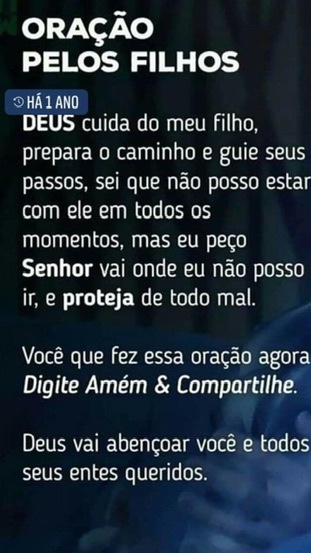 ORAÇÃO
PELOS FILHOS
HÁ 1 ANO
DEUS cuida do meu filho,
prepara o caminho e guie seus
passos, sei que não posso estar
com ele em todos os
momentos, mas eu peço
Senhor vai onde eu não posso
ir, e proteja de todo mal.
Você que fez essa oração agora
Digite Amém & Compartilhe.
Deus vai abençoar você e todos
seus entes queridos.